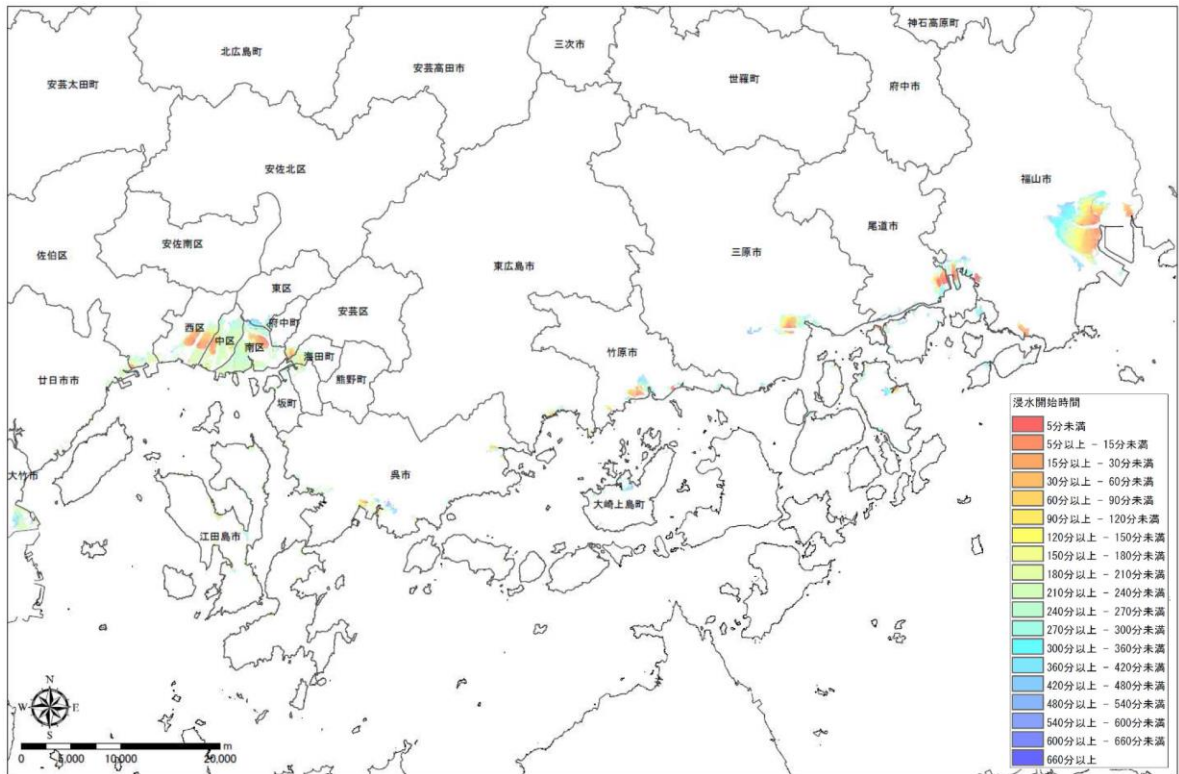 神石高原町
三次市
北広島町
安芸高田市
世羅町
府中市
安芸太田町
安佐北区
福山市
尾道市
安佐南区
佐伯区
三原市
東広島市
東区
安芸区
府中町
西区
中区
南区
海田町
竹原市
廿日市市
熊野町
坂町
呉市
大竹市
大崎上島町
江田島市
浸水開始時間
5分未満
5分以上 - 15分未満
15分以上 - 30分未満
30分以上 - 60分未満
60分以上 - 90分未満
90分以上 - 120分未満
120分以上 - 150分未満
150分以上 - 180分未満
180分以上 - 210分未満
210分以上 - 240分未満
240分以上 - 270分未満
270分以上 - 300分未満
300分以上 - 360分未満
360分以上 - 420分未満
420分以上 - 480分未満
480分以上 - 540分未満
540分以上 - 600分未満
600分以上 - 660分未満
660分以上
N
W E
S
0 5,000 10,000 20,000 m